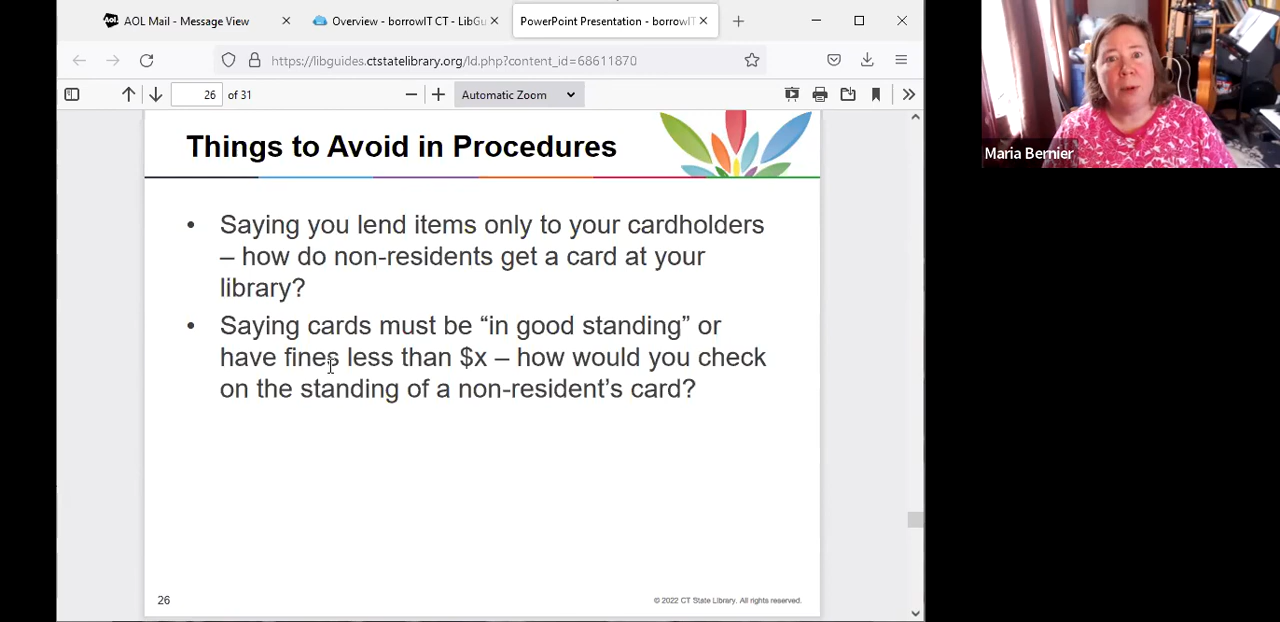 AOL Mail - Message View
Overview - borrowIT CT - LibGu
PowerPoint Presentation - borrowIT
https://libguides.ctstatelibrary.org/ld.php?content_id=68611870
26 of 31
Automatic Zoom
Things to Avoid in Procedures
• Saying you lend items only to your cardholders
– how do non-residents get a card at your
library?
• Saying cards must be “in good standing” or
have fines less than $x – how would you check
on the standing of a non-resident’s card?
26
© 2022 CT State Library. All rights reserved.
Maria Bernier